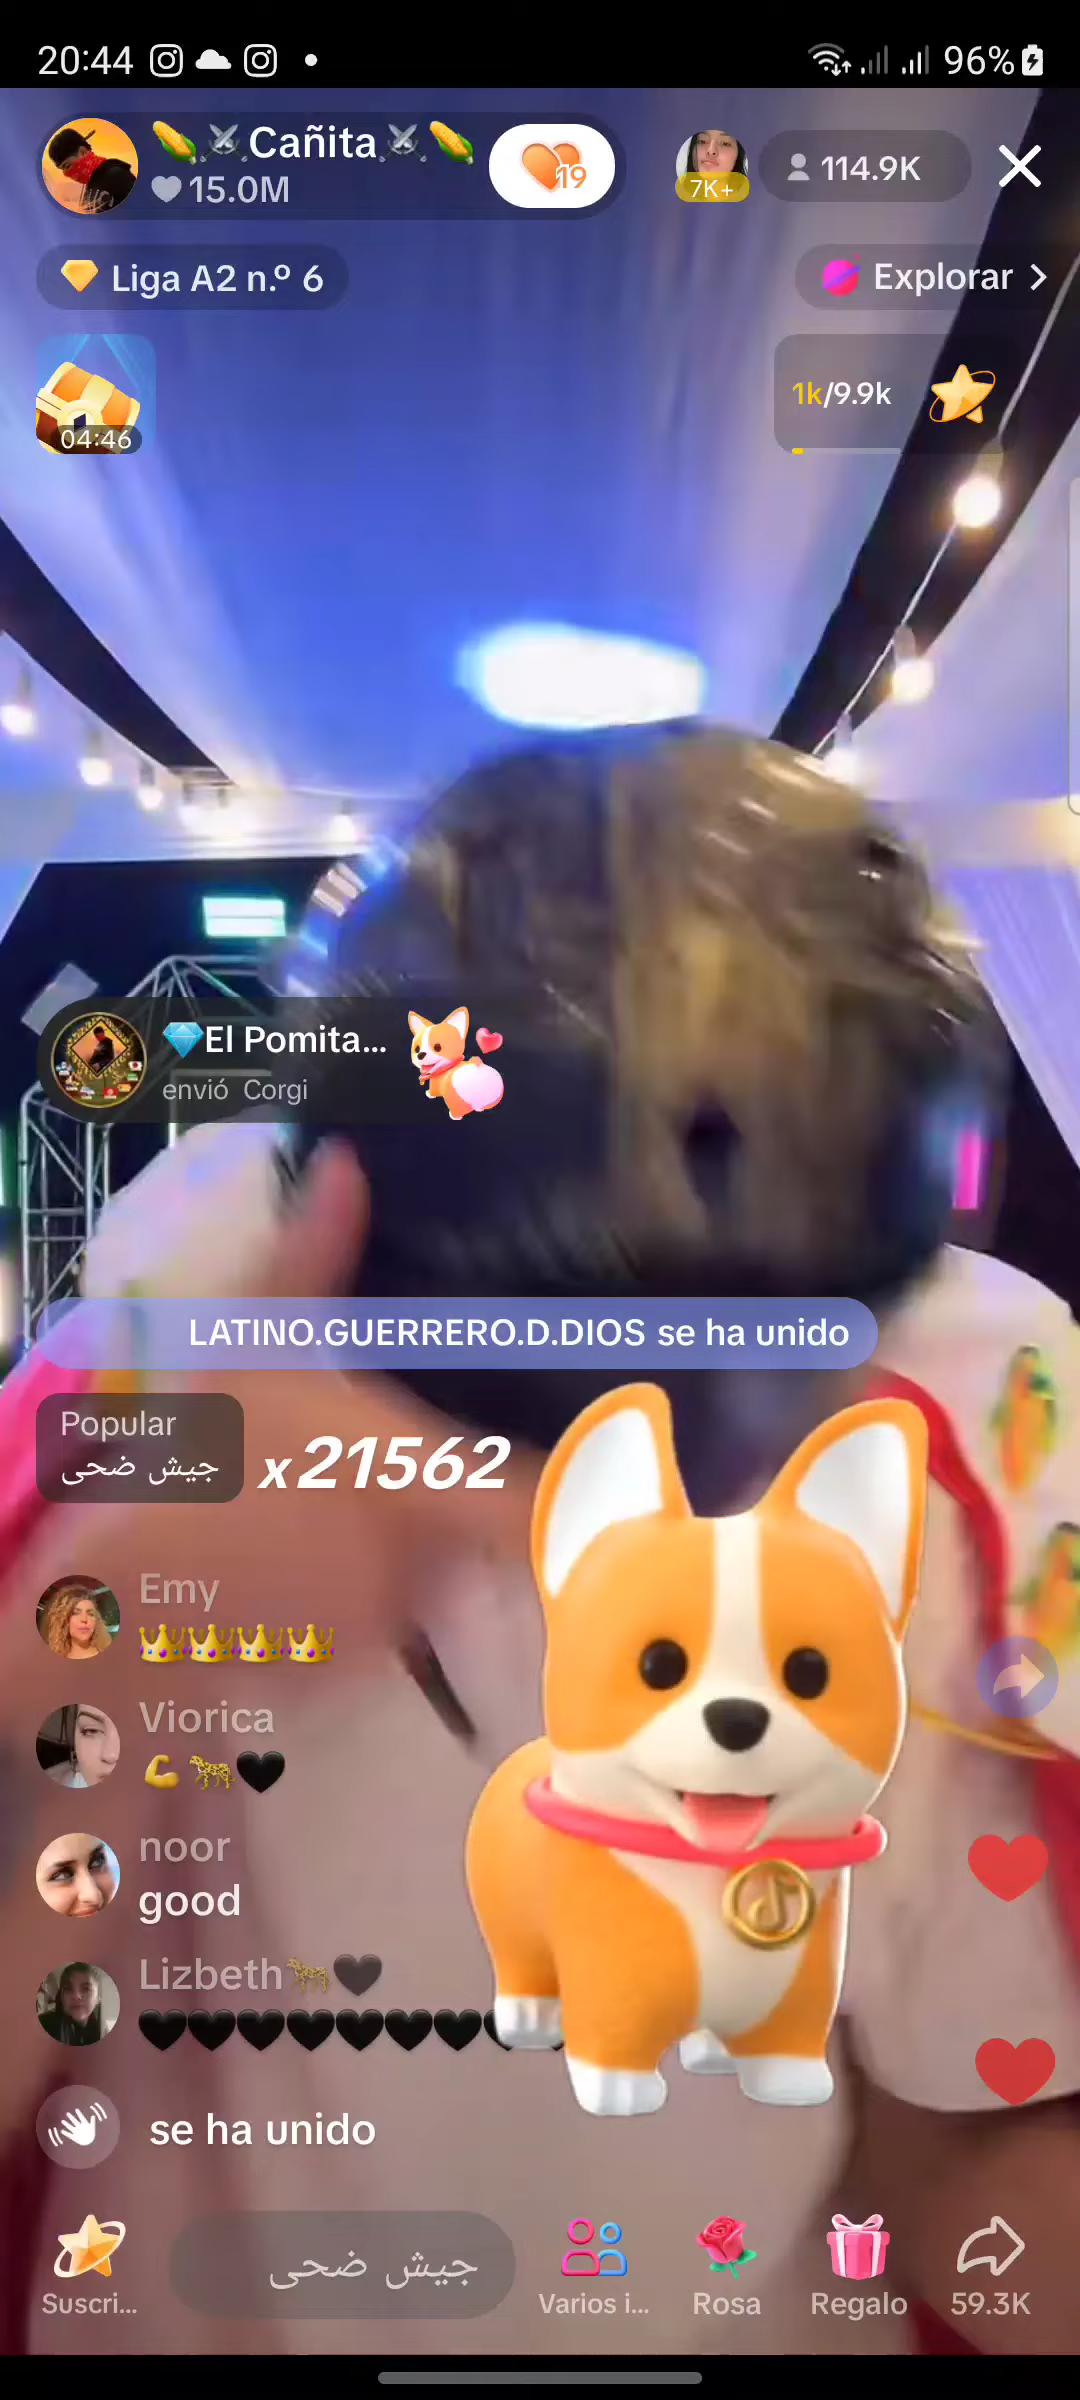 20:44
96%
🌽⚔️Cañita⚔️🌽
15.0M
19
7K+
114.9K
Liga A2 n.º 6
Explorar
04:46
1k/9.9k
💎El Pomita...
envió Corgi
LATINO.GUERRERO.D.DIOS se ha unido
Popular
جيش ضحى
x21562
Emy
👑👑👑👑
Viorica
💪🐆🖤
noor
good
Lizbeth🐆🖤
🖤🖤🖤🖤🖤🖤🖤🖤
se ha unido
جيش ضحى
Suscri...
Varios i...
Rosa
Regalo
59.3K